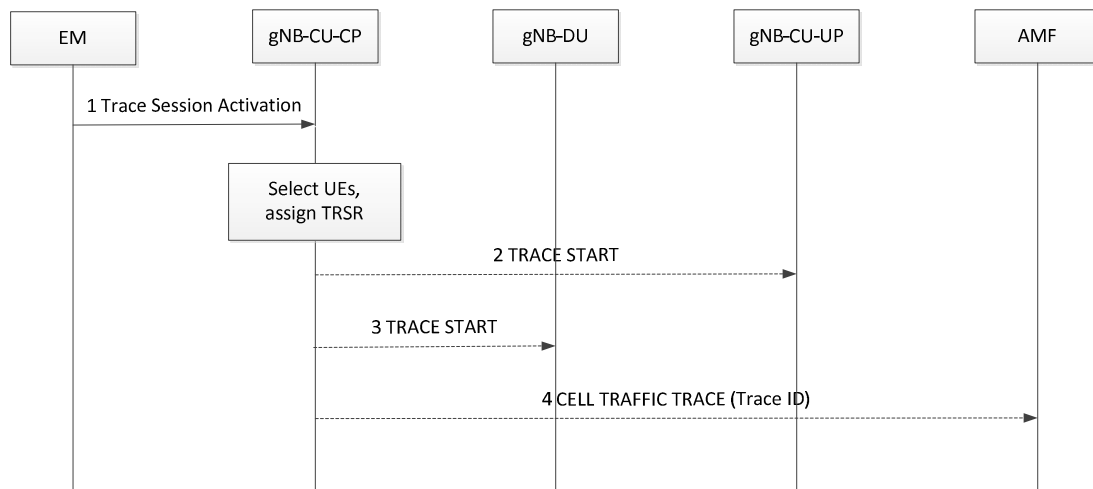 EM
gNB-CU-CP
gNB-DU
gNB-CU-UP
AMF
1 Trace Session Activation
Select UEs,
assign TRSR
2 TRACE START
3 TRACE START
4 CELL TRAFFIC TRACE (Trace ID)